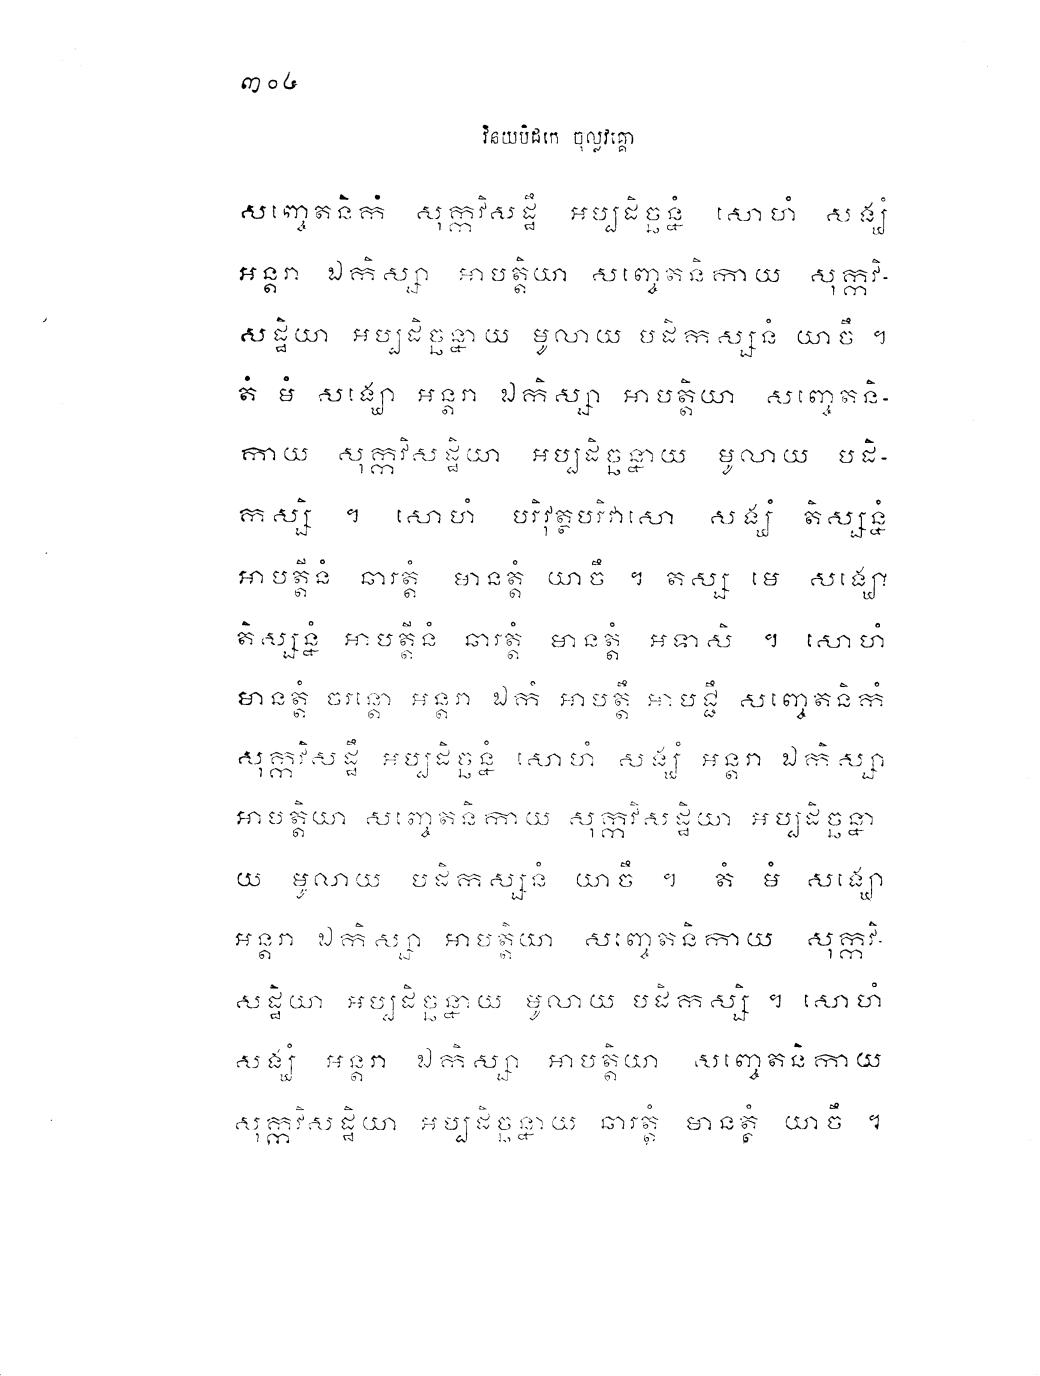 ៣០៤
វិនយបិដកេ ចុល្លវគ្គោ
សញ្ចេតនិកំ សុក្កវិសដ្ឋឹ អប្បដិច្ឆន្នំ សោហំ សង្ឃំ
អន្តរា ឯកិស្សា អាបត្តិយា សញ្ចេតនិកាយ សុក្កវិ-
សដ្ឋិយា អប្បដិច្ឆន្នាយ មូលាយ បដិកស្សនំ យាចឹ ។
តំ មំ សង្ឃោ អន្តរា ឯកិស្សា អាបត្តិយា សញ្ចេតនិ-
កាយ សុក្កវិសដ្ឋិយា អប្បដិច្ឆន្នាយ មូលាយ បដិ-
កស្សិ ។ សោហំ បរិវុត្ថបរិវាសោ សង្ឃំ តិស្សន្នំ
អាបត្តីនំ ឆារត្តំ មានត្តំ យាចឹ ។ តស្ស មេ សង្ឃោ
តិស្សន្នំ អាបត្តីនំ ឆារត្តំ មានត្តំ អទាសិ ។ សោហំ
មានត្តំ ចរន្តោ អន្តរា ឯកំ អាបត្តឹ អាបជ្ជឹ សញ្ចេតនិកំ
សុក្កវិសដ្ឋឹ អប្បដិច្ឆន្នំ សោហំ សង្ឃំ អន្តរា ឯកិស្សា
អាបត្តិយា សញ្ចេតនិកាយ សុក្កវិសដ្ឋិយា អប្បដិច្ឆន្នា
យ មូលាយ បដិកស្សនំ យាចឹ ។ តំ មំ សង្ឃោ
អន្តរា ឯកិស្សា អាបត្តិយា សញ្ចេតនិកាយ សុក្កវិ-
សដ្ឋិយា អប្បដិច្ឆន្នាយ មូលាយ បដិកស្សិ ។ សោហំ
សង្ឃំ អន្តរា ឯកិស្សា អាបត្តិយា សញ្ចេតនិកាយ
សុក្កវិសដ្ឋិយា អប្បដិច្ឆន្នាយ ឆារត្តំ មានត្តំ យាចឹ ។